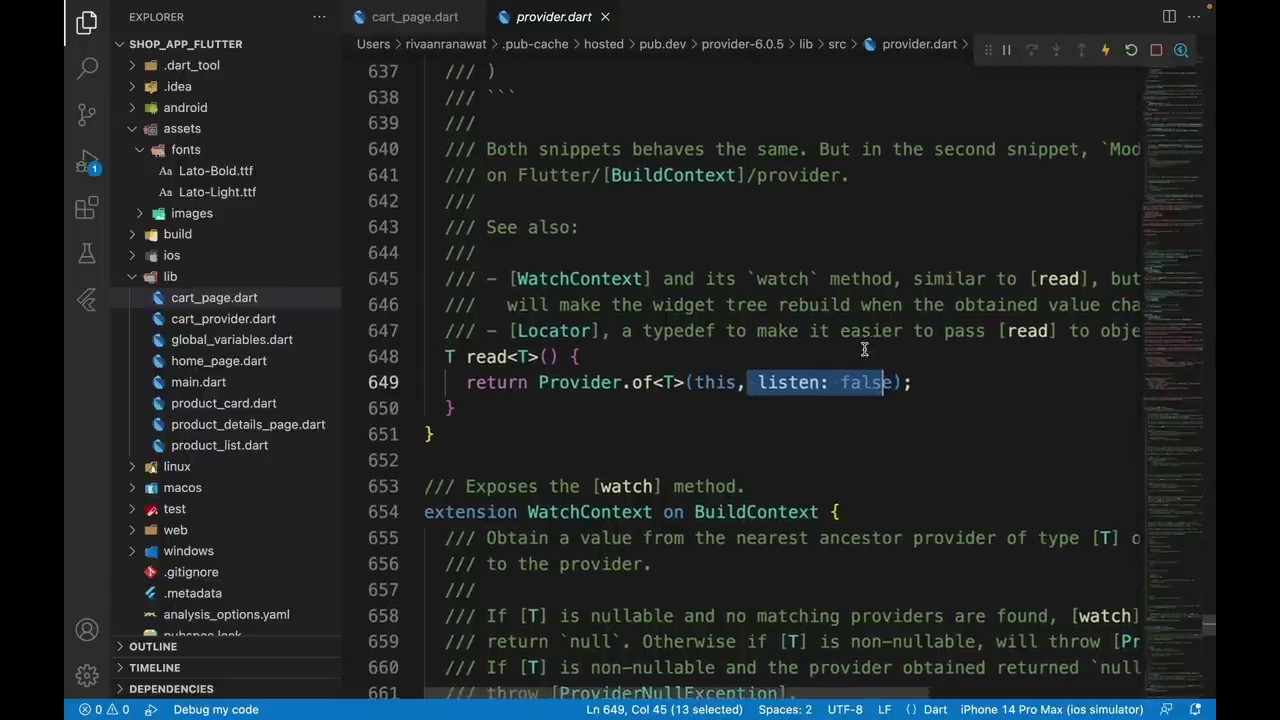 EXPLORER
SHOP_APP_FLUTTER
.dart_tool
.idea
android
assets
fonts
Aa Lato-Bold.ttf
Aa Lato-Light.ttf
images
build
ios
lib
cart_page.dart
cart_provider.dart
global_variables.dart
home_page.dart
main.dart
product_card.dart
product_details_page.dart
product_list.dart
linux
macos
test
web
windows
.gitignore
.metadata
analysis_options.yaml
pubspec.lock
OUTLINE
TIMELINE
DEPENDENCIES
1
cart_page.dart
provider.dart
Users > rivaanranawat > .pub-cache > hosted > pub.dev > provider-6.0.5 > lib > src > provider.dart >
637 /// )
638 /// ```
639 ///
640 /// Both snippets behaves the same. But in the second snippet, `Mod
641 /// on Flutter/[BuildContext]/provider.
642 ///
643 /// See also:
644 ///
645 /// - [WatchContext] and its `watch` method, similar to [read], but
646 /// will make the widget tree rebuild when the obtained value cha
647 /// - [Locator], a typedef to make it easier to pass [read] to obje
648 T read<T>() {
649 return Provider.of<T>(this, listen: false);
650 }
651 }
652
653 /// Exposes the [watch] method.
654 extension WatchContext on BuildContext {
655 /// Obtain a value from the nearest ancestor provider of type [T] o
656 /// to the provider.
657 ///
658 /// If [T] is nullable and no matching providers are found, [watch]
659 /// return `null`. Otherwise if [T] is non-nullable, will throw [Pr
660 /// If [T] is non-nullable and the provider obtained returned `null
661 /// throw [ProviderNullException].
0 0 Debug my code Ln 649, Col 45 (13 selected) Spaces: 2 UTF-8 LF {} Dart iPhone 14 Pro Max (ios simulator)